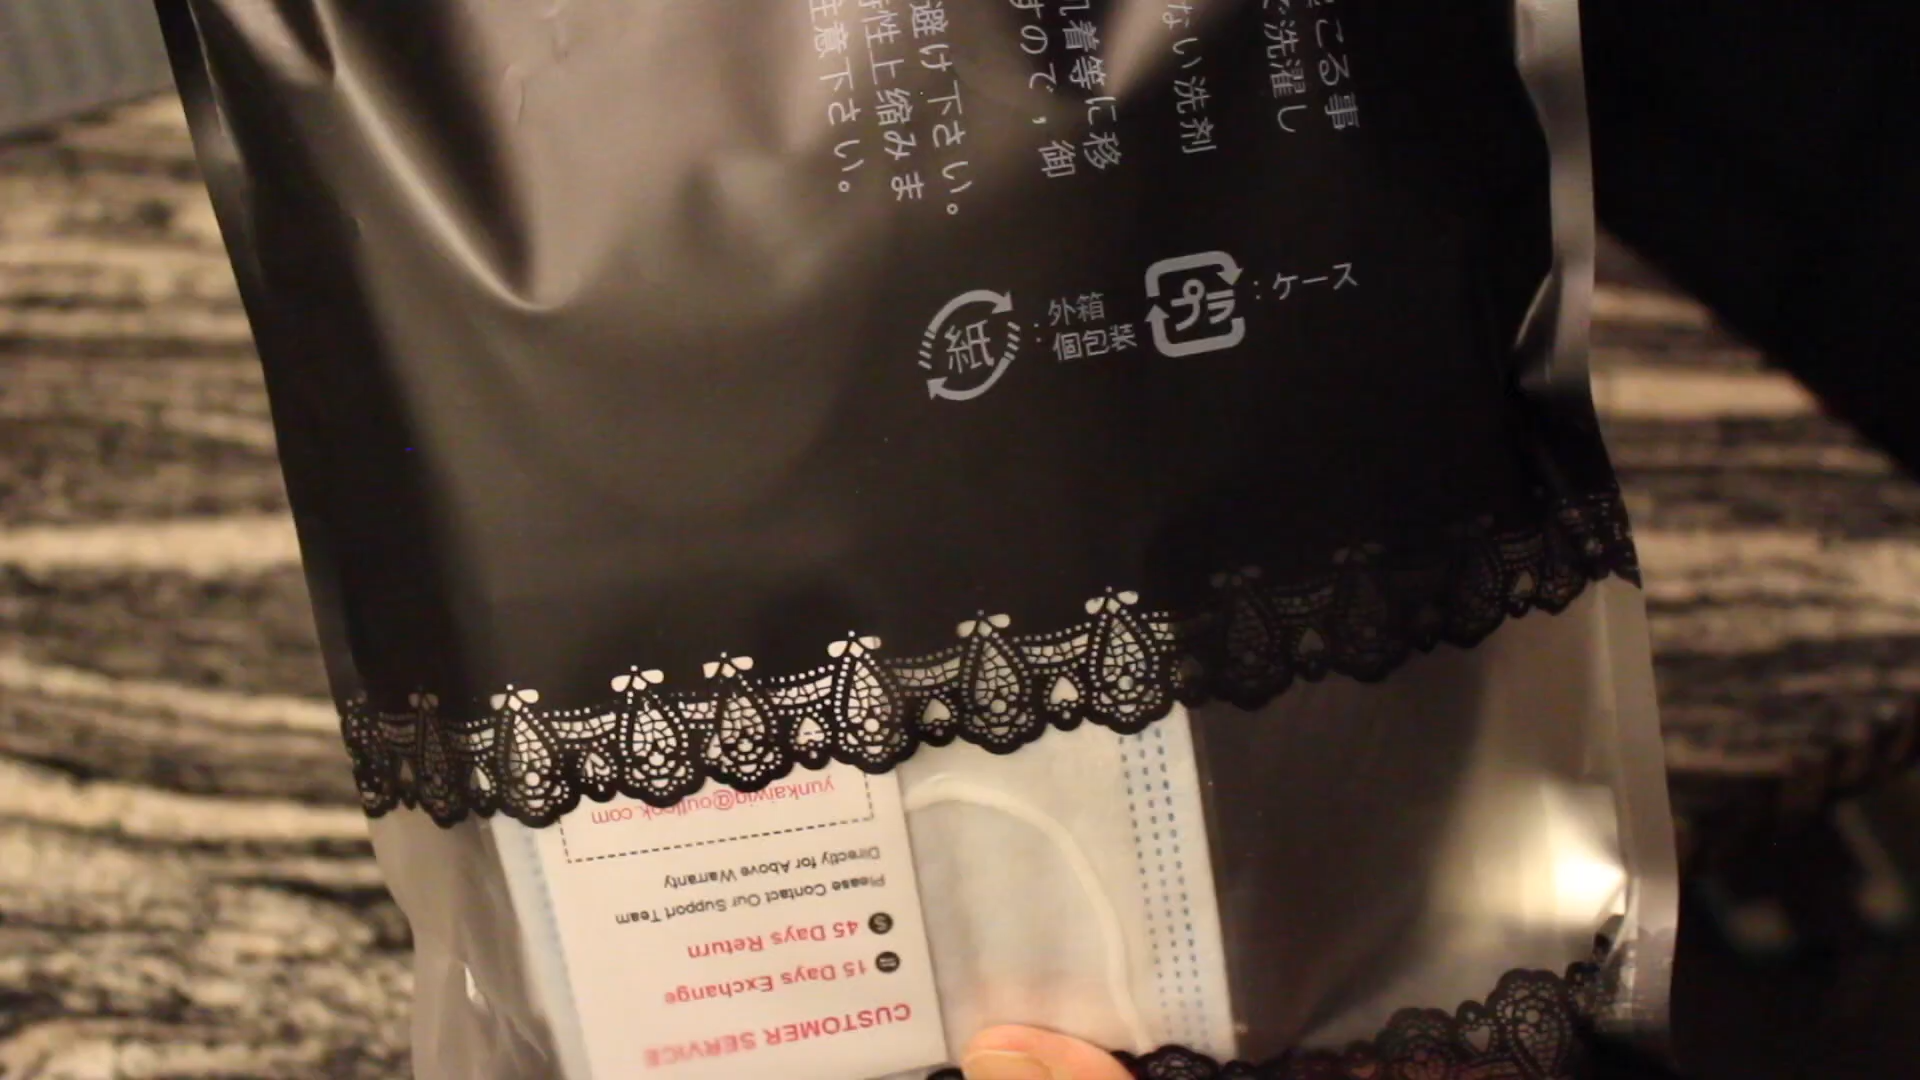 こる事
洗濯し
ない洗剤
着等に移
すので，御
避け下さい。
性上縮みま
注意下さい。
紙：外箱
個包装
プラ：ケース
CUSTOMER SERVICE
15 Days Exchange
45 Days Return
Please Contact Our Support Team
Directly for Above Warranty
yunkaiwig@outlook.com